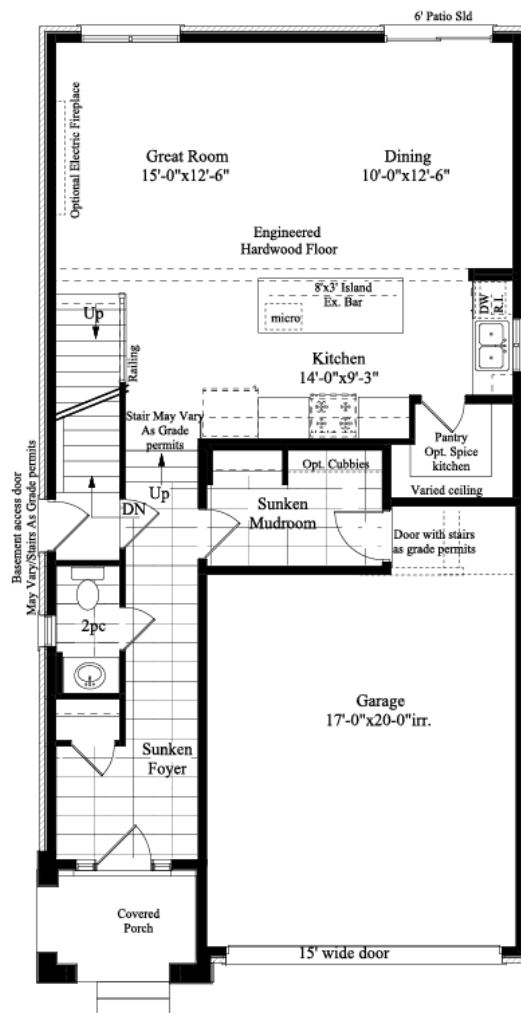 6' Patio Sld
Optional Electric Fireplace
Great Room
15'-0"x12'-6"
Dining
10'-0"x12'-6"
Engineered
Hardwood Floor
8'x3' Island
Ex. Bar
micro
DW
R.I.
Up
Railing
Kitchen
14'-0"x9'-3"
Stair May Vary
As Grade
permits
Up
Pantry
Opt. Spice
kitchen
Varied ceiling
Opt. Cubbies
Sunken
Mudroom
DN
Basement access door
May Vary/Stairs As Grade permits
Door with stairs
as grade permits
2pc
Garage
17'-0"x20-0"irr.
Sunken
Foyer
Covered
Porch
15' wide door